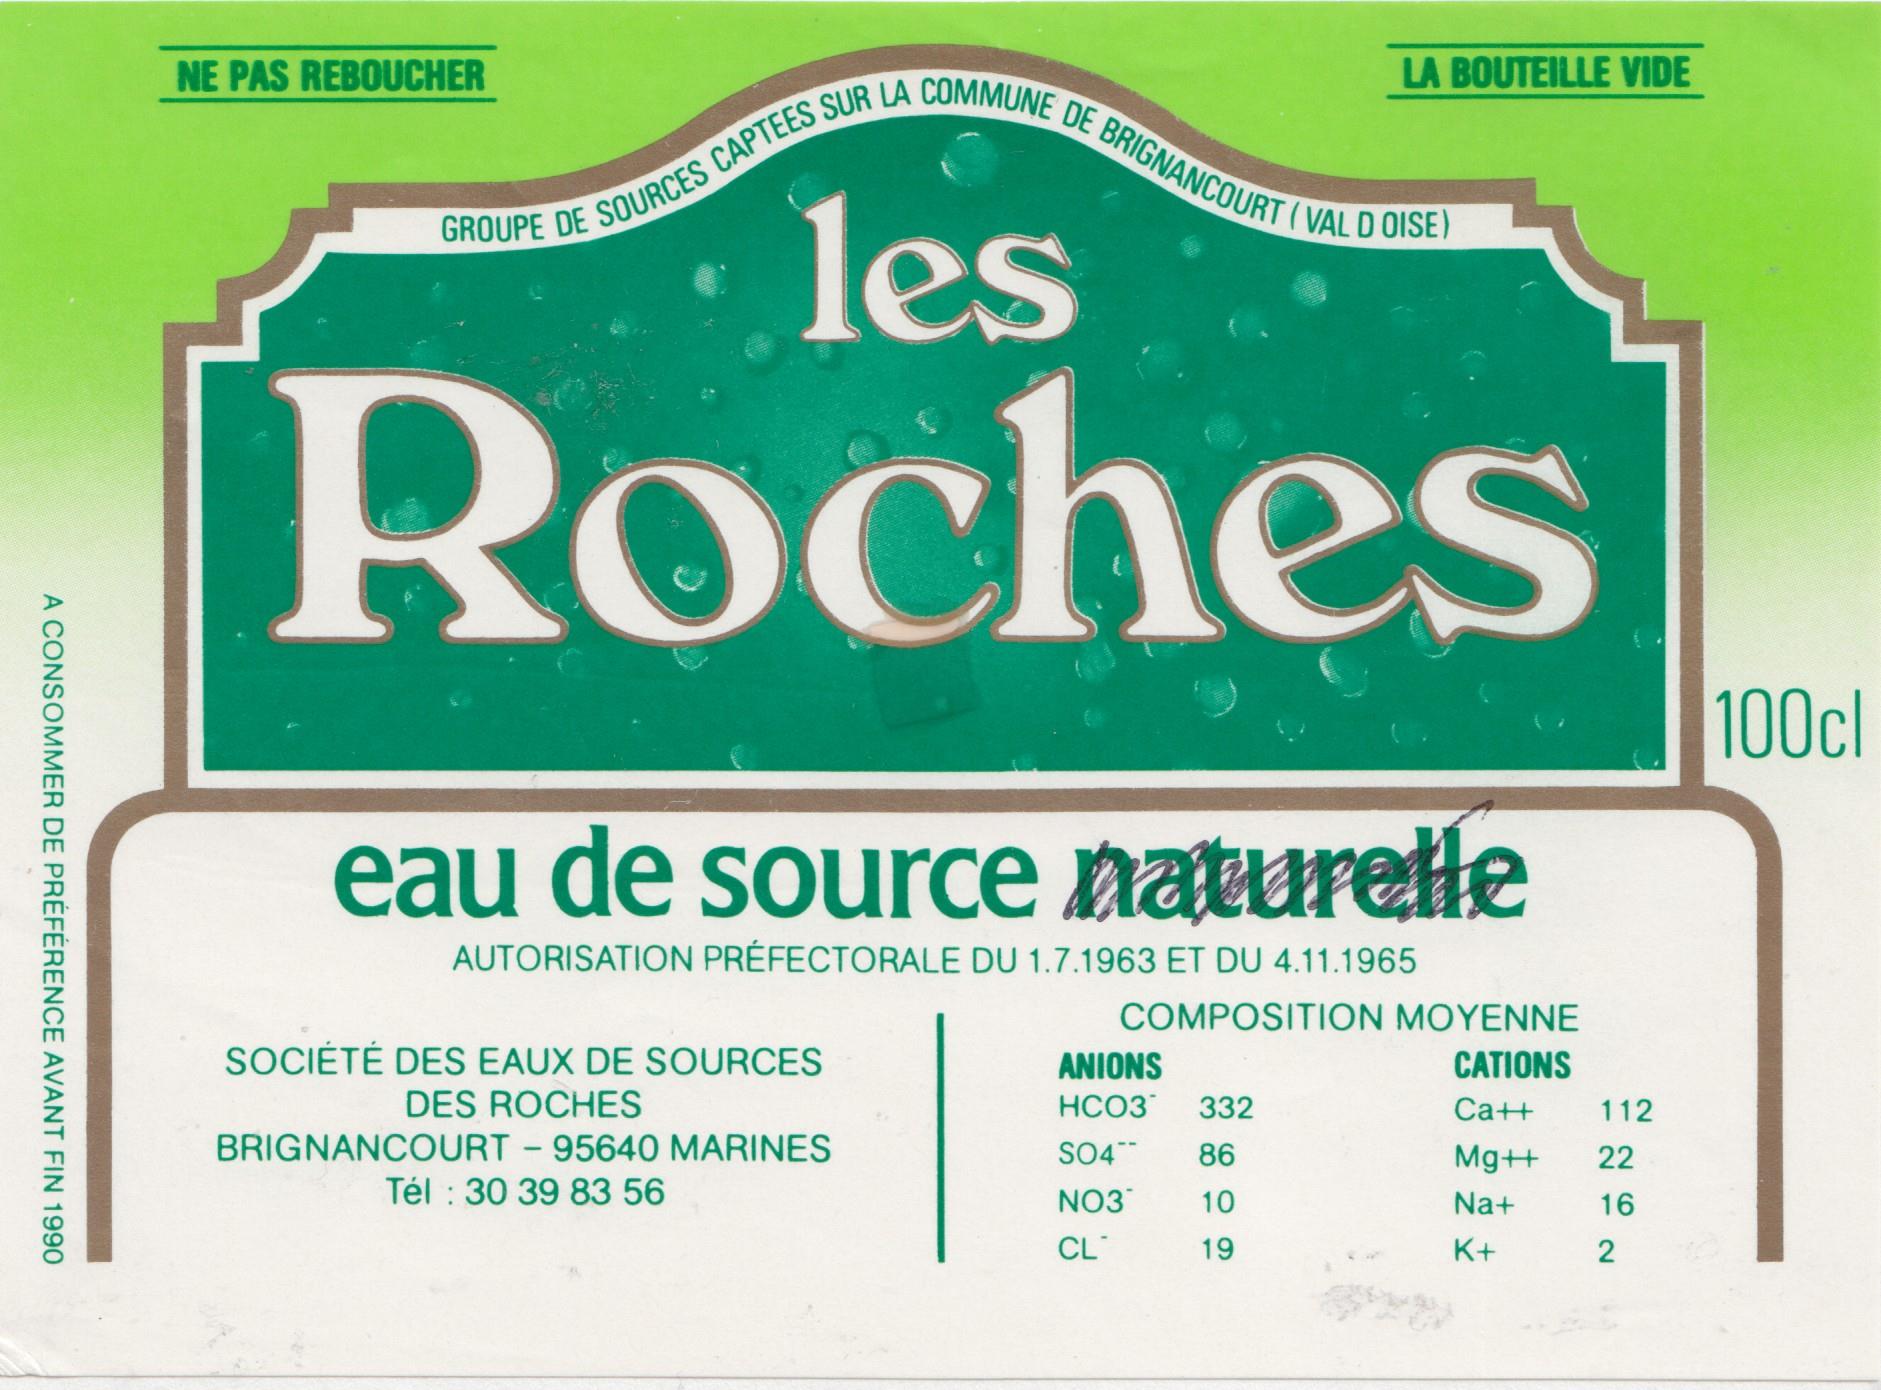 NE PAS REBOUCHER
LA BOUTEILLE VIDE
GROUPE DE SOURCES CAPTEES SUR LA COMMUNE DE BRIGNANCOURT ( VAL D OISE)
les
Roches
100cl
A CONSOMMER DE PRÉFÉRENCE AVANT FIN 1990
eau de source naturelle
AUTORISATION PRÉFECTORALE DU 1.7.1963 ET DU 4.11.1965
SOCIÉTÉ DES EAUX DE SOURCES
DES ROCHES
BRIGNANCOURT – 95640 MARINES
Tél : 30 39 83 56
COMPOSITION MOYENNE
ANIONS CATIONS
HCO3- 332 Ca++ 112
SO4-- 86 Mg++ 22
NO3- 10 Na+ 16
CL- 19 K+ 2